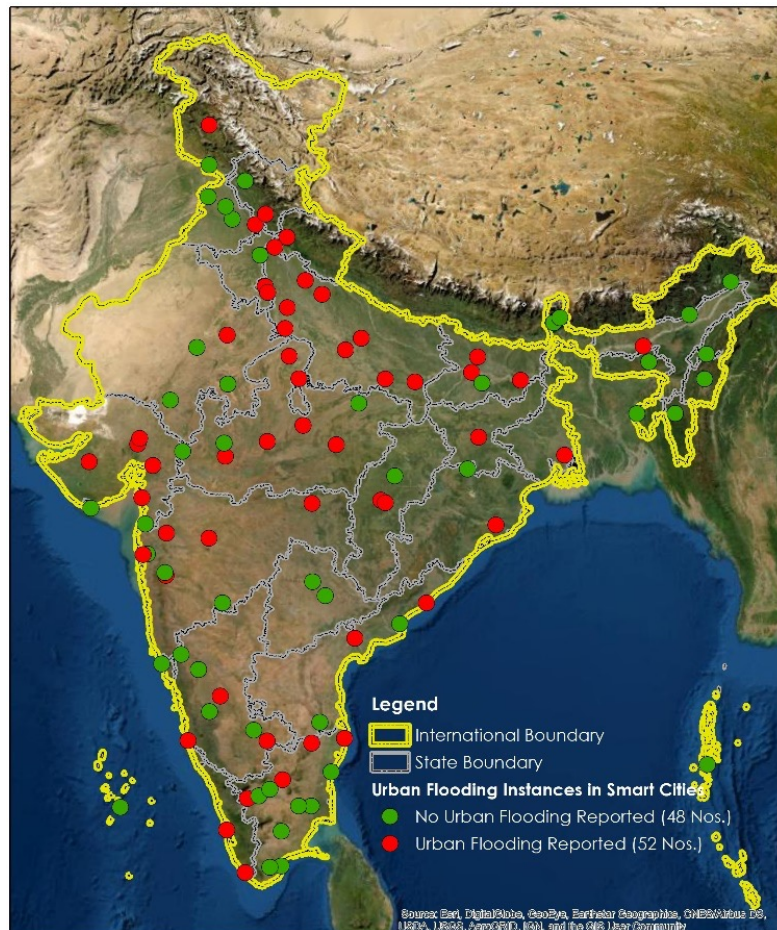 Legend
International Boundary
State Boundary
Urban Flooding Instances in Smart Cities
No Urban Flooding Reported (48 Nos.)
Urban Flooding Reported (52 Nos.)
Source: Esri, DigitalGlobe, GeoEye, Earthstar Geographics, CNES/Airbus DS,
USDA, USGS, AeroGRID, IGN, and the GIS User Community